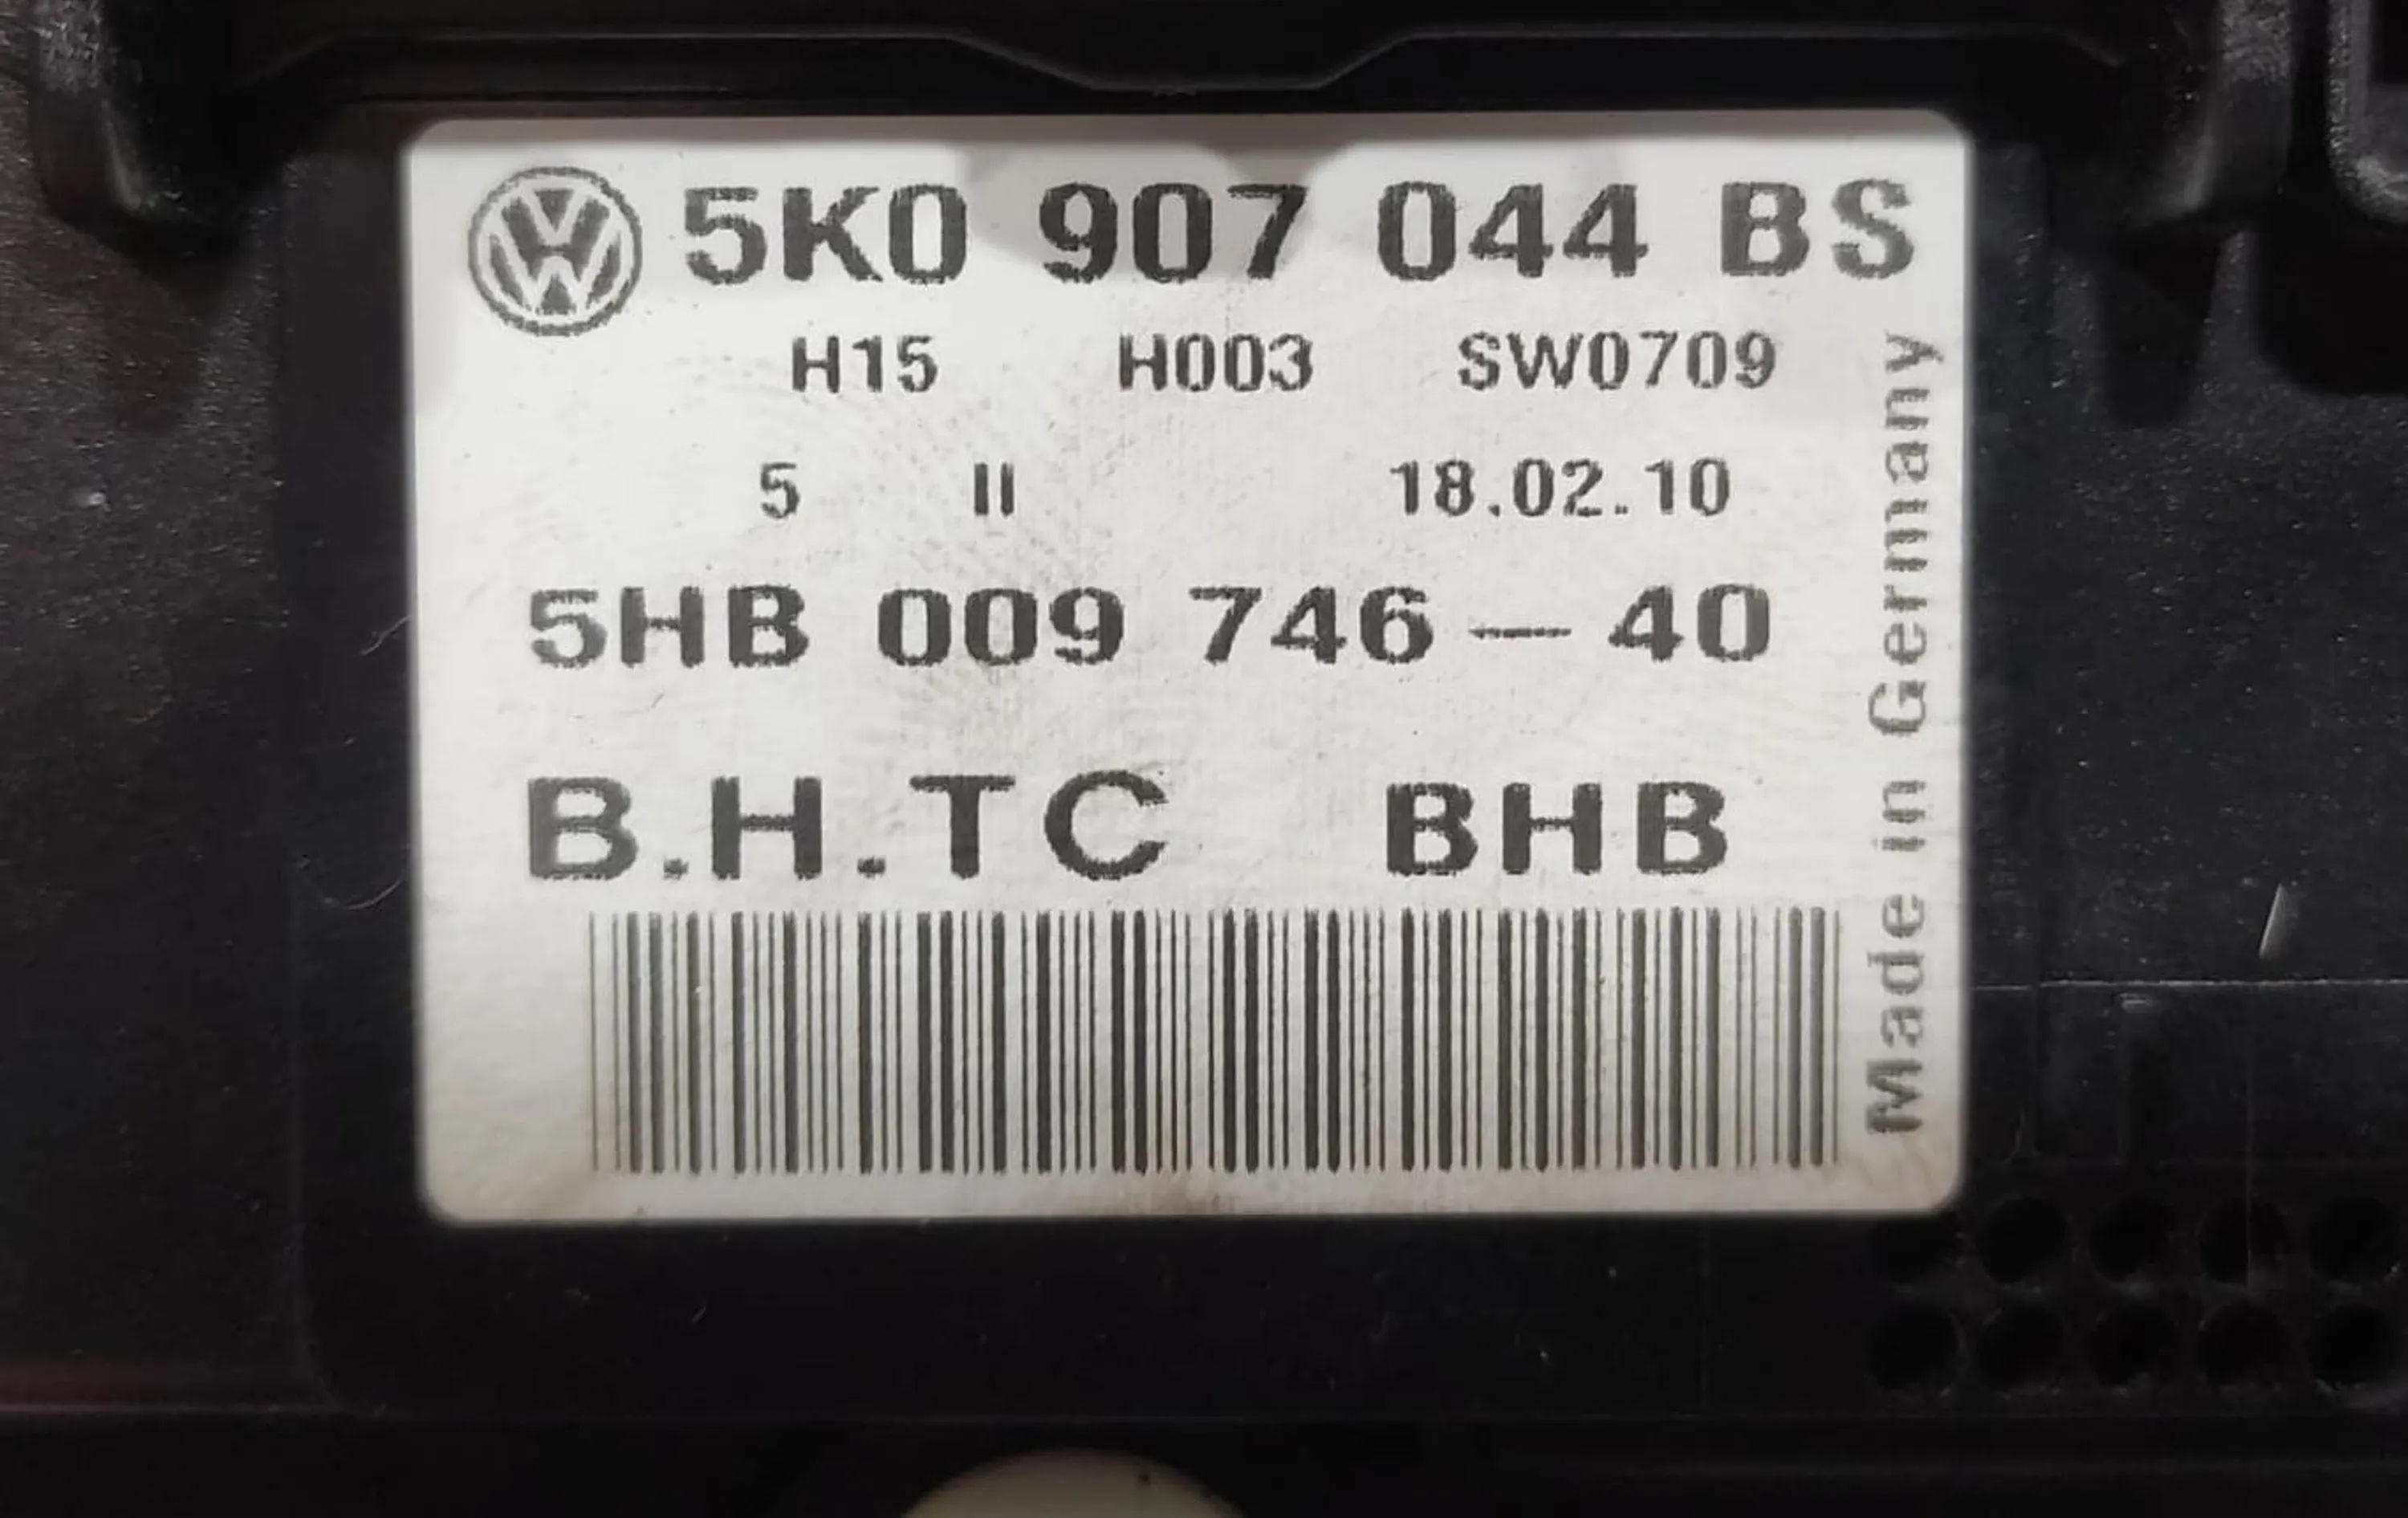 5K0 907 044 BS
H15 H003 SW0709
5 II 18.02.10
5HB 009 746-40
B.H.TC BHB
Made in Germany